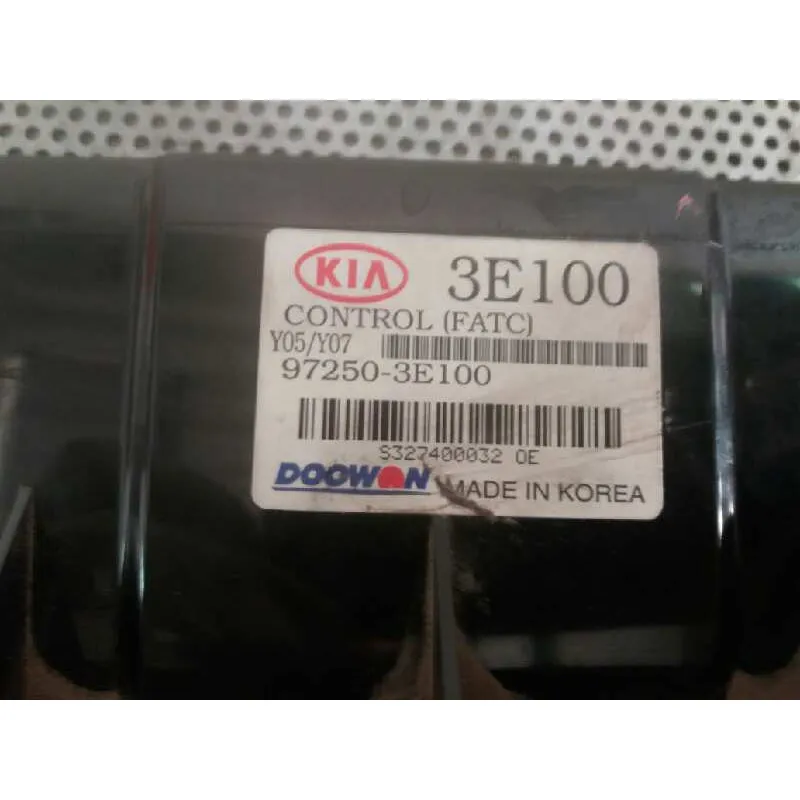 KIA 3E100
CONTROL (FATC)
Y05/Y07
97250-3E100
S327400032 0E
DOOWON MADE IN KOREA